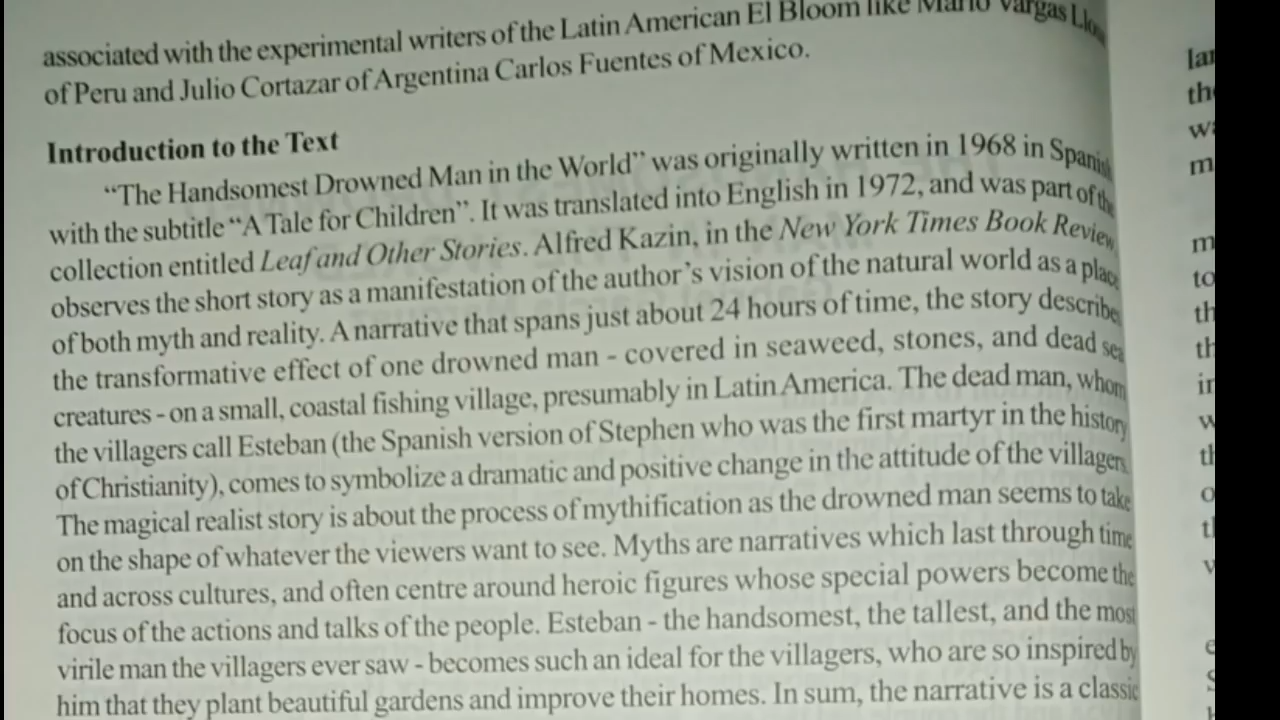 associated with the experimental writers of the Latin American El Bloom like Mario Vargas Llosa
of Peru and Julio Cortazar of Argentina Carlos Fuentes of Mexico.
Introduction to the Text
“The Handsomest Drowned Man in the World” was originally written in 1968 in Spanish
with the subtitle “A Tale for Children”. It was translated into English in 1972, and was part of the
collection entitled Leaf and Other Stories. Alfred Kazin, in the New York Times Book Review,
observes the short story as a manifestation of the author’s vision of the natural world as a place
of both myth and reality. A narrative that spans just about 24 hours of time, the story describes
the transformative effect of one drowned man - covered in seaweed, stones, and dead sea
creatures - on a small, coastal fishing village, presumably in Latin America. The dead man, whom
the villagers call Esteban (the Spanish version of Stephen who was the first martyr in the history
of Christianity), comes to symbolize a dramatic and positive change in the attitude of the villagers.
The magical realist story is about the process of mythification as the drowned man seems to take
on the shape of whatever the viewers want to see. Myths are narratives which last through time
and across cultures, and often centre around heroic figures whose special powers become the
focus of the actions and talks of the people. Esteban - the handsomest, the tallest, and the most
virile man the villagers ever saw - becomes such an ideal for the villagers, who are so inspired by
him that they plant beautiful gardens and improve their homes. In sum, the narrative is a classic